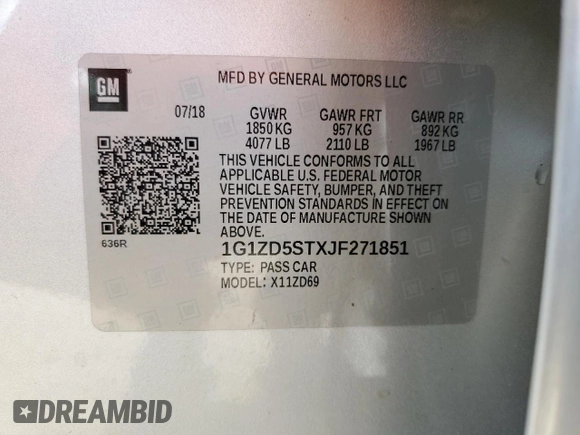 GM
MFD BY GENERAL MOTORS LLC
07/18 GVWR GAWR FRT GAWR RR
1850 KG 957 KG 892 KG
4077 LB 2110 LB 1967 LB
THIS VEHICLE CONFORMS TO ALL
APPLICABLE U.S. FEDERAL MOTOR
VEHICLE SAFETY, BUMPER, AND THEFT
PREVENTION STANDARDS IN EFFECT ON
THE DATE OF MANUFACTURE SHOWN
ABOVE.
636R
1G1ZD5STXJF271851
TYPE: PASS CAR
MODEL: X11ZD69
DREAMBID